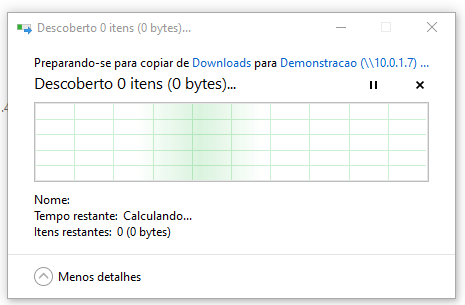 Descoberto 0 itens (0 bytes)...
Preparando-se para copiar de Downloads para Demonstracao (\\10.0.1.7) ...
Descoberto 0 itens (0 bytes)...
Nome:
Tempo restante: Calculando...
Itens restantes: 0 (0 bytes)
Menos detalhes